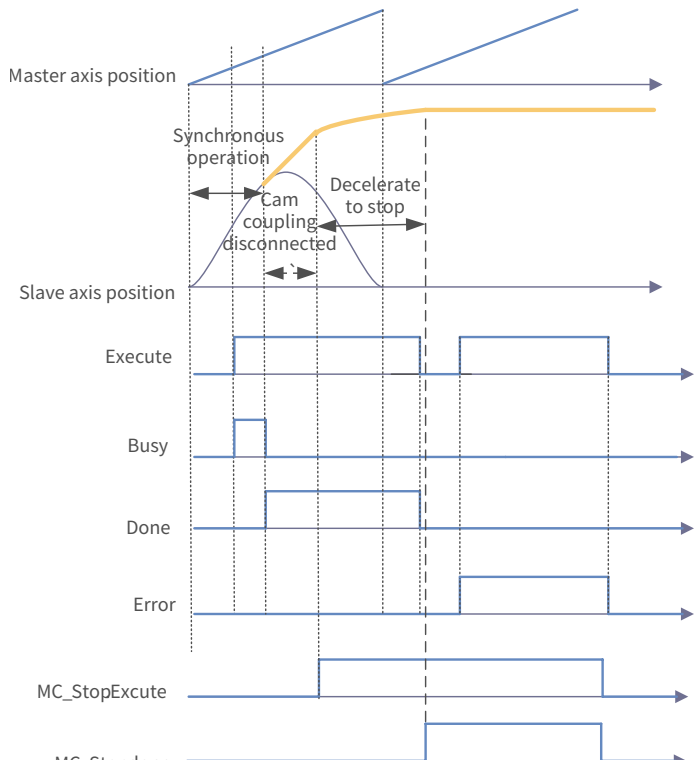 Master axis position
Synchronous
operation
Decelerate
to stop
Cam
coupling
disconnected
Slave axis position
Execute
Busy
Done
Error
MC_StopExcute